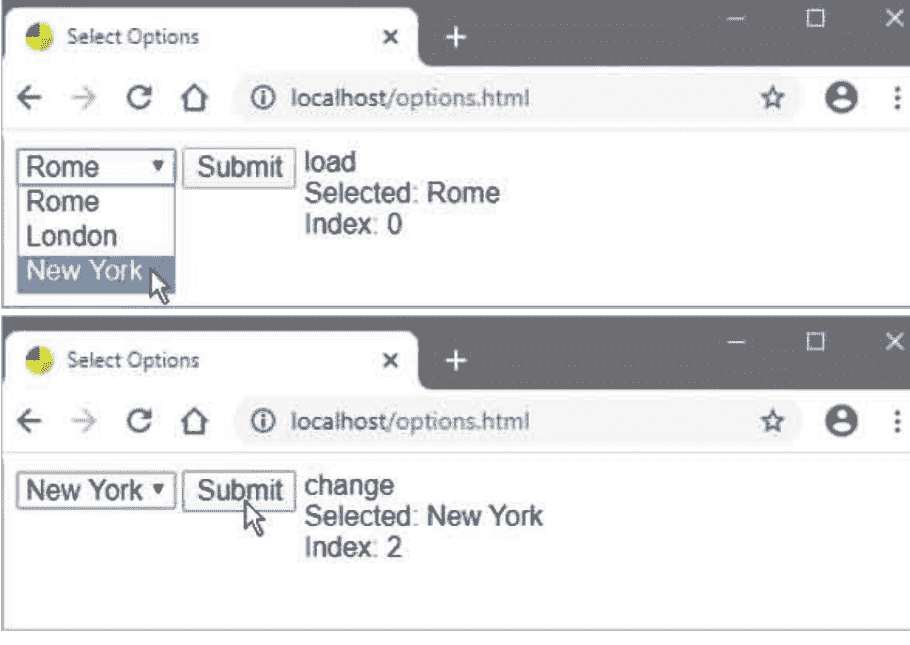 Select Options
localhost/options.html
Rome Submit load
Rome Selected: Rome
London Index: 0
New York
Select Options
localhost/options.html
New York Submit change
Selected: New York
Index: 2